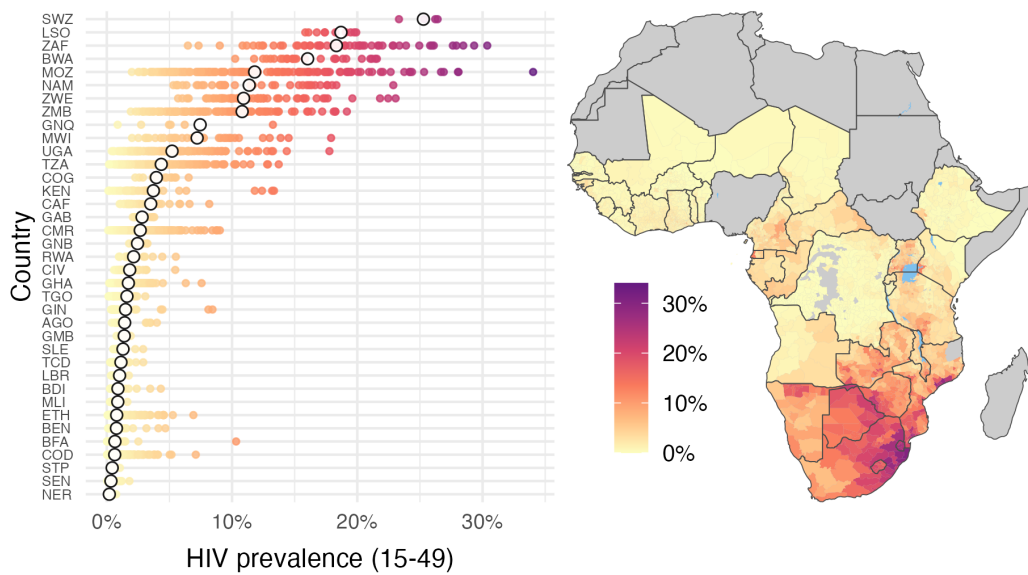 SWZ
LSO
ZAF
BWA
MOZ
NAM
ZWE
ZMB
GNQ
MWI
UGA
TZA
COG
KEN
CAF
GAB
CMR
GNB
RWA
CIV
GHA
TGO
GIN
AGO
GMB
SLE
TCD
LBR
BDI
MLI
ETH
BEN
BFA
COD
STP
SEN
NER
Country
0% 10% 20% 30%
HIV prevalence (15-49)
30%
20%
10%
0%